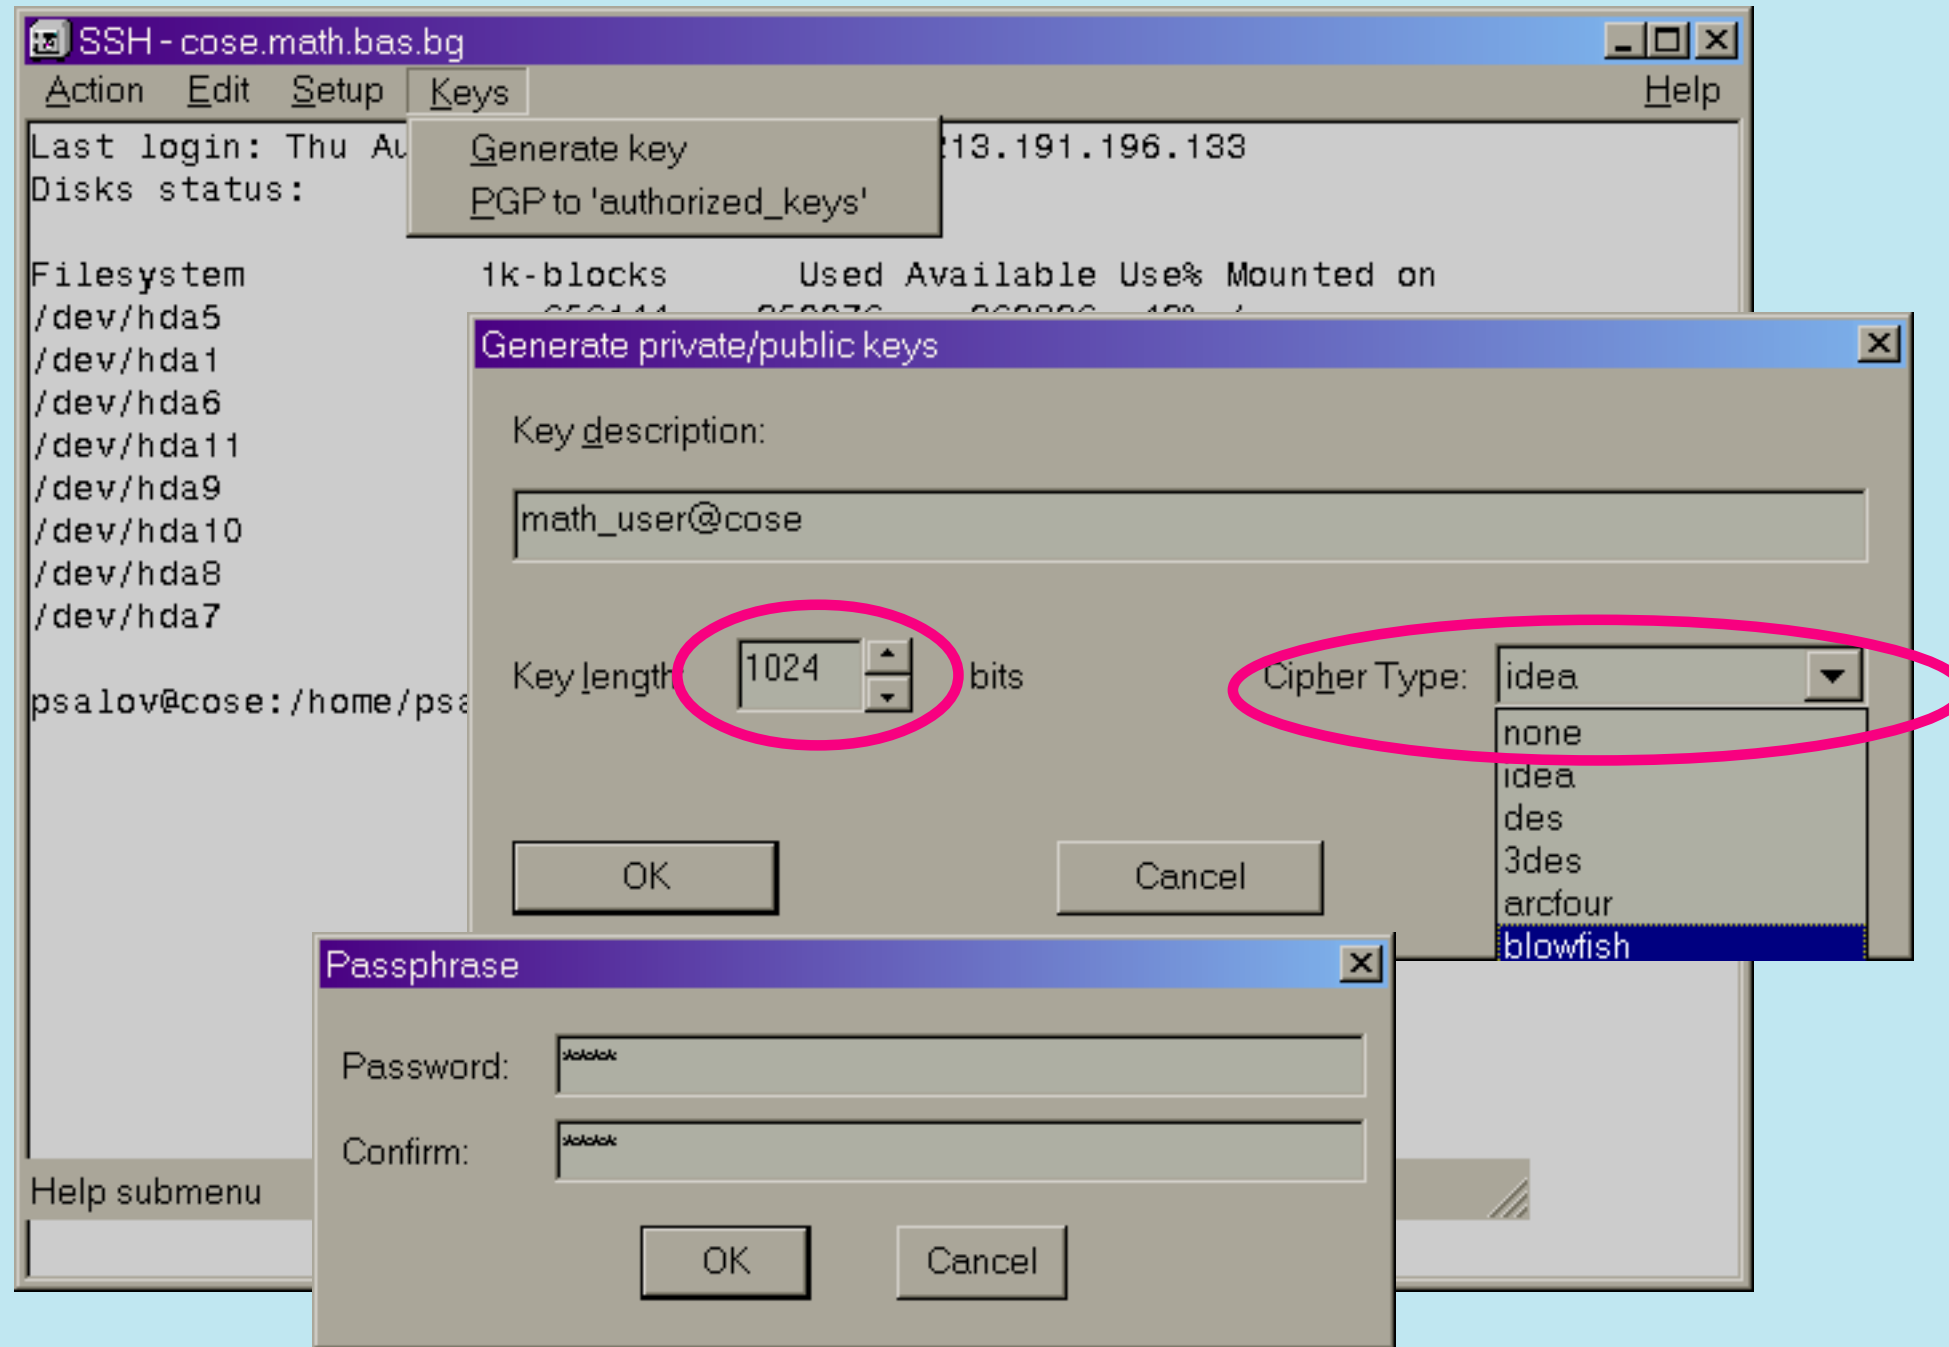 SSH - cose.math.bas.bg
Action Edit Setup Keys Help
Generate key
PGP to 'authorized_keys'
Last login: Thu Au 13.191.196.133
Disks status:
Filesystem 1k-blocks Used Available Use% Mounted on
/dev/hda5
/dev/hda1
/dev/hda6
/dev/hda11
/dev/hda9
/dev/hda10
/dev/hda8
/dev/hda7
psalov@cose:/home/psa
Generate private/public keys
Key description:
math_user@cose
Key length 1024 bits Cipher Type: idea
none
idea
des
3des
arcfour
blowfish
OK Cancel
Passphrase
Password: ****
Confirm: ****
OK Cancel
Help submenu